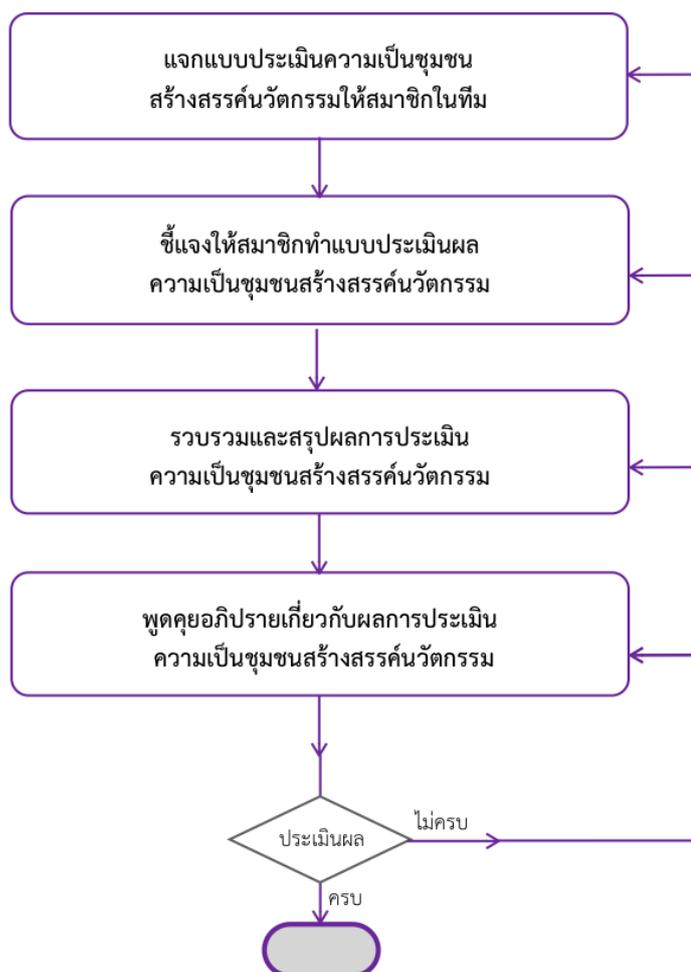 แจกแบบประเมินความเป็นชุมชน
สร้างสรรค์นวัตกรรมให้สมาชิกในทีม
ชี้แจงให้สมาชิกทำแบบประเมินผล
ความเป็นชุมชนสร้างสรรค์นวัตกรรม
รวบรวมและสรุปผลการประเมิน
ความเป็นชุมชนสร้างสรรค์นวัตกรรม
พูดคุยอภิปรายเกี่ยวกับผลการประเมิน
ความเป็นชุมชนสร้างสรรค์นวัตกรรม
ไม่ครบ
ประเมินผล
ครบ